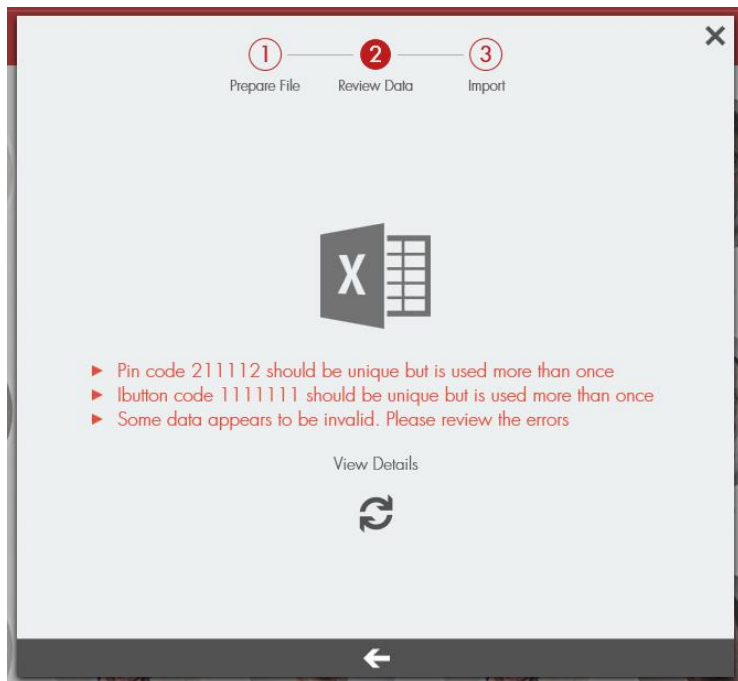 1 2 3
Prepare File Review Data Import
X
Pin code 211112 should be unique but is used more than once
Ibutton code 1111111 should be unique but is used more than once
Some data appears to be invalid. Please review the errors
View Details